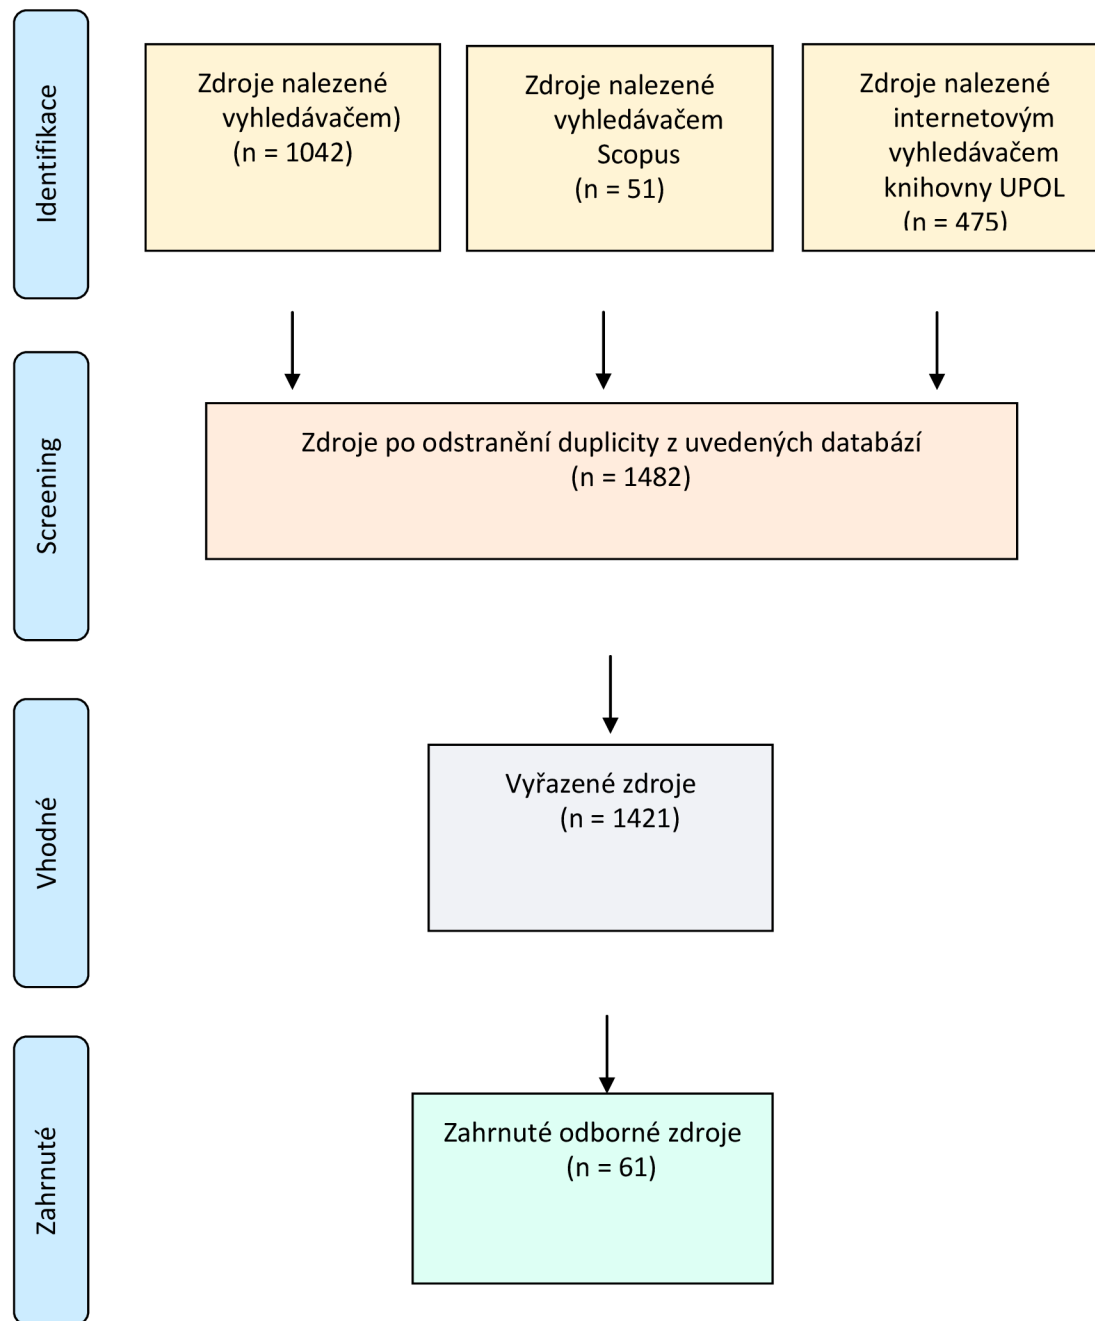 Identifikace
Zdroje nalezené
vyhledávačem)
(n = 1042)
Zdroje nalezené
vyhledávačem
Scopus
(n = 51)
Zdroje nalezené
internetovým
vyhledávačem
knihovny UPOL
(n = 475)
Screening
Zdroje po odstranění duplicity z uvedených databází
(n = 1482)
Vhodné
Vyřazené zdroje
(n = 1421)
Zahrnuté
Zahrnuté odborné zdroje
(n = 61)